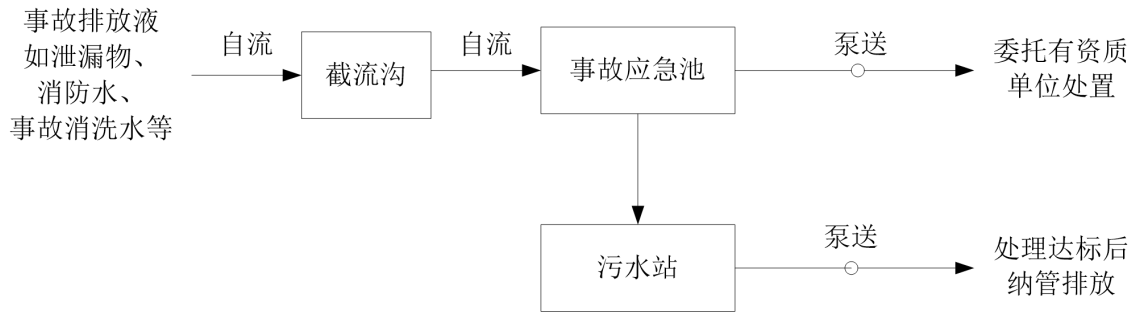 事故排放液
如泄漏物、
消防水、
事故消洗水等
自流
截流沟
自流
事故应急池
泵送
委托有资质
单位处置
污水站
泵送
处理达标后
纳管排放